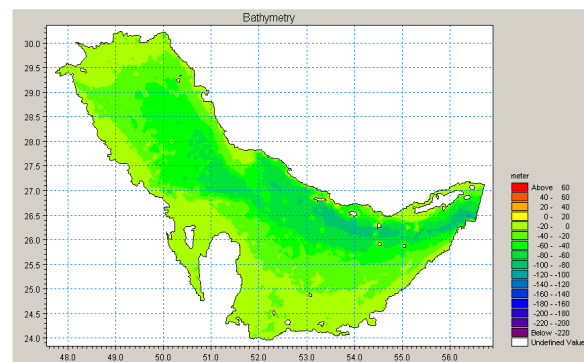 Bathymetry
30.0
29.5
29.0
28.5
28.0
27.5
27.0
26.5
26.0
25.5
25.0
24.5
24.0
48.0 49.0 50.0 51.0 52.0 53.0 54.0 55.0 56.0
meter
Above 60
40 - 60
20 - 40
0 - 20
-20 - 0
-40 - -20
-60 - -40
-80 - -60
-100 - -80
-120 - -100
-140 - -120
-160 - -140
-180 - -160
-200 - -180
-220 - -200
Below -220
Undefined Value